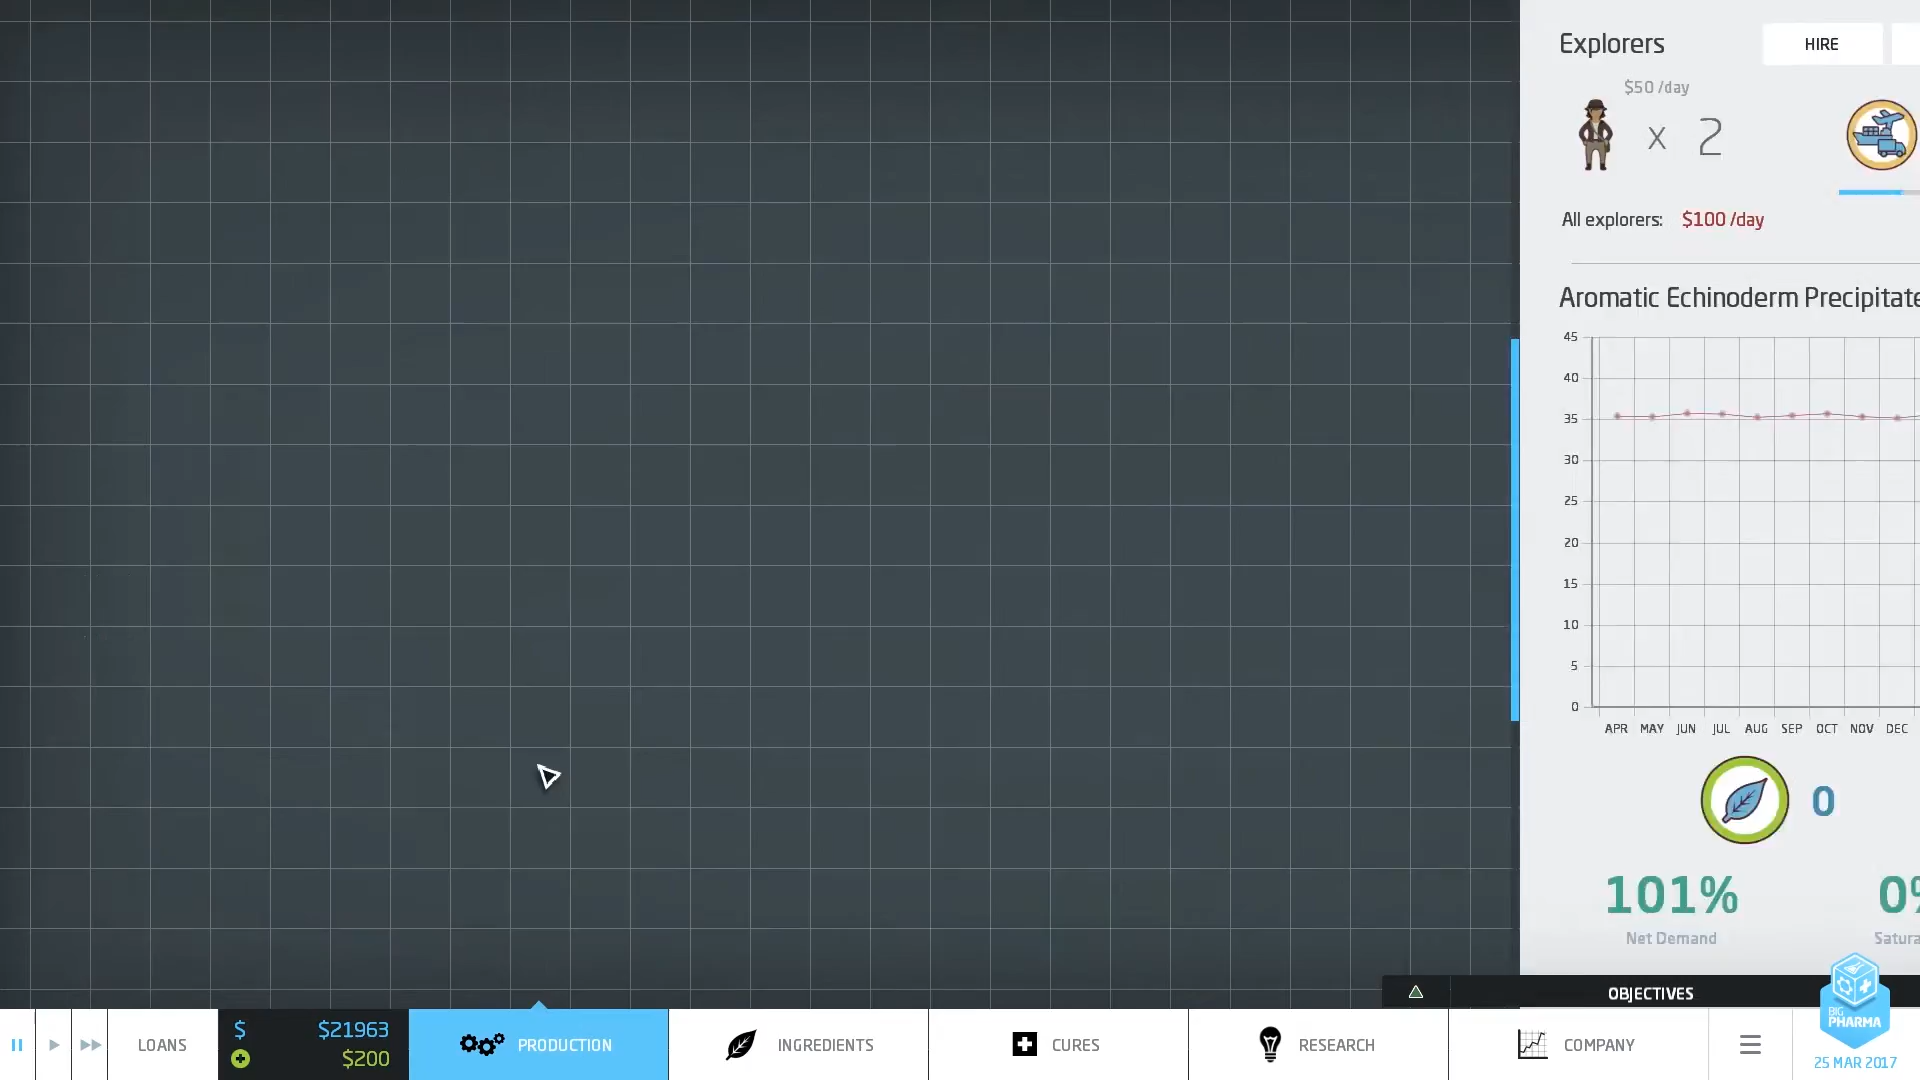 Explorers
HIRE
$50 /day
x 2
All explorers: $100 /day
Aromatic Echinoderm Precipitate
45
40
35
30
25
20
15
10
5
0
APR MAY JUN JUL AUG SEP OCT NOV DEC
0
101% 0%
Net Demand Satura
OBJECTIVES
LOANS
$ $21963
$200
PRODUCTION
INGREDIENTS
CURES
RESEARCH
COMPANY
BIG
PHARMA
25 MAR 2017